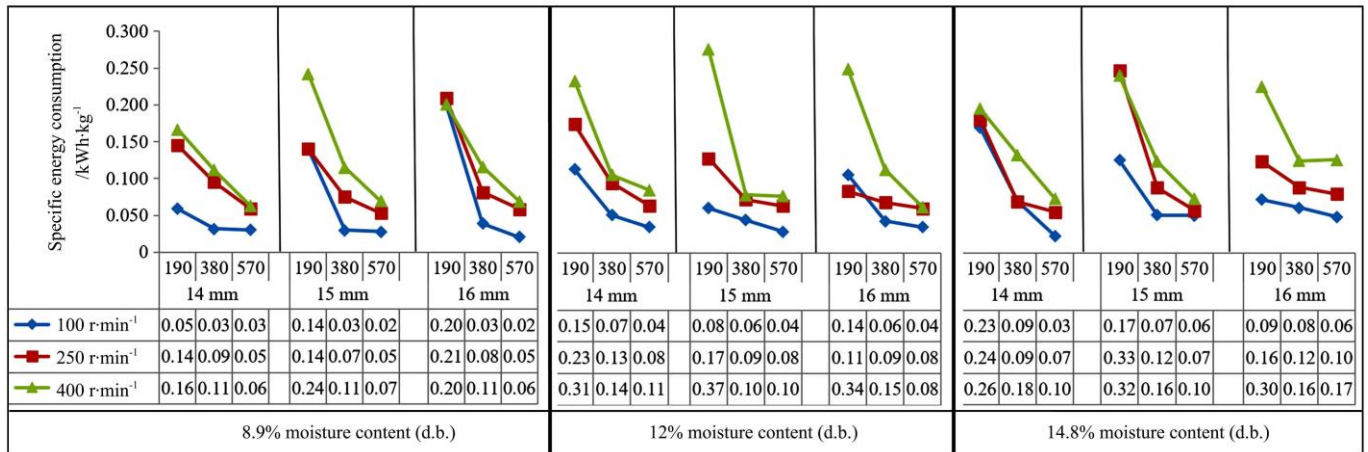 Specific energy consumption
/kWh·kg⁻¹
0.300
0.250
0.200
0.150
0.100
0.050
0
190 380 570 190 380 570 190 380 570 190 380 570 190 380 570 190 380 570 190 380 570 190 380 570 190 380 570
14 mm 15 mm 16 mm 14 mm 15 mm 16 mm 14 mm 15 mm 16 mm
100 r·min⁻¹ 0.05 0.03 0.03 0.14 0.03 0.02 0.20 0.03 0.02 0.15 0.07 0.04 0.08 0.06 0.04 0.14 0.06 0.04 0.23 0.09 0.03 0.17 0.07 0.06 0.09 0.08 0.06
250 r·min⁻¹ 0.14 0.09 0.05 0.14 0.07 0.05 0.21 0.08 0.05 0.23 0.13 0.08 0.17 0.09 0.08 0.11 0.09 0.08 0.24 0.09 0.07 0.33 0.12 0.07 0.16 0.12 0.10
400 r·min⁻¹ 0.16 0.11 0.06 0.24 0.11 0.07 0.20 0.11 0.06 0.31 0.14 0.11 0.37 0.10 0.10 0.34 0.15 0.08 0.26 0.18 0.10 0.32 0.16 0.10 0.30 0.16 0.17
8.9% moisture content (d.b.) 12% moisture content (d.b.) 14.8% moisture content (d.b.)